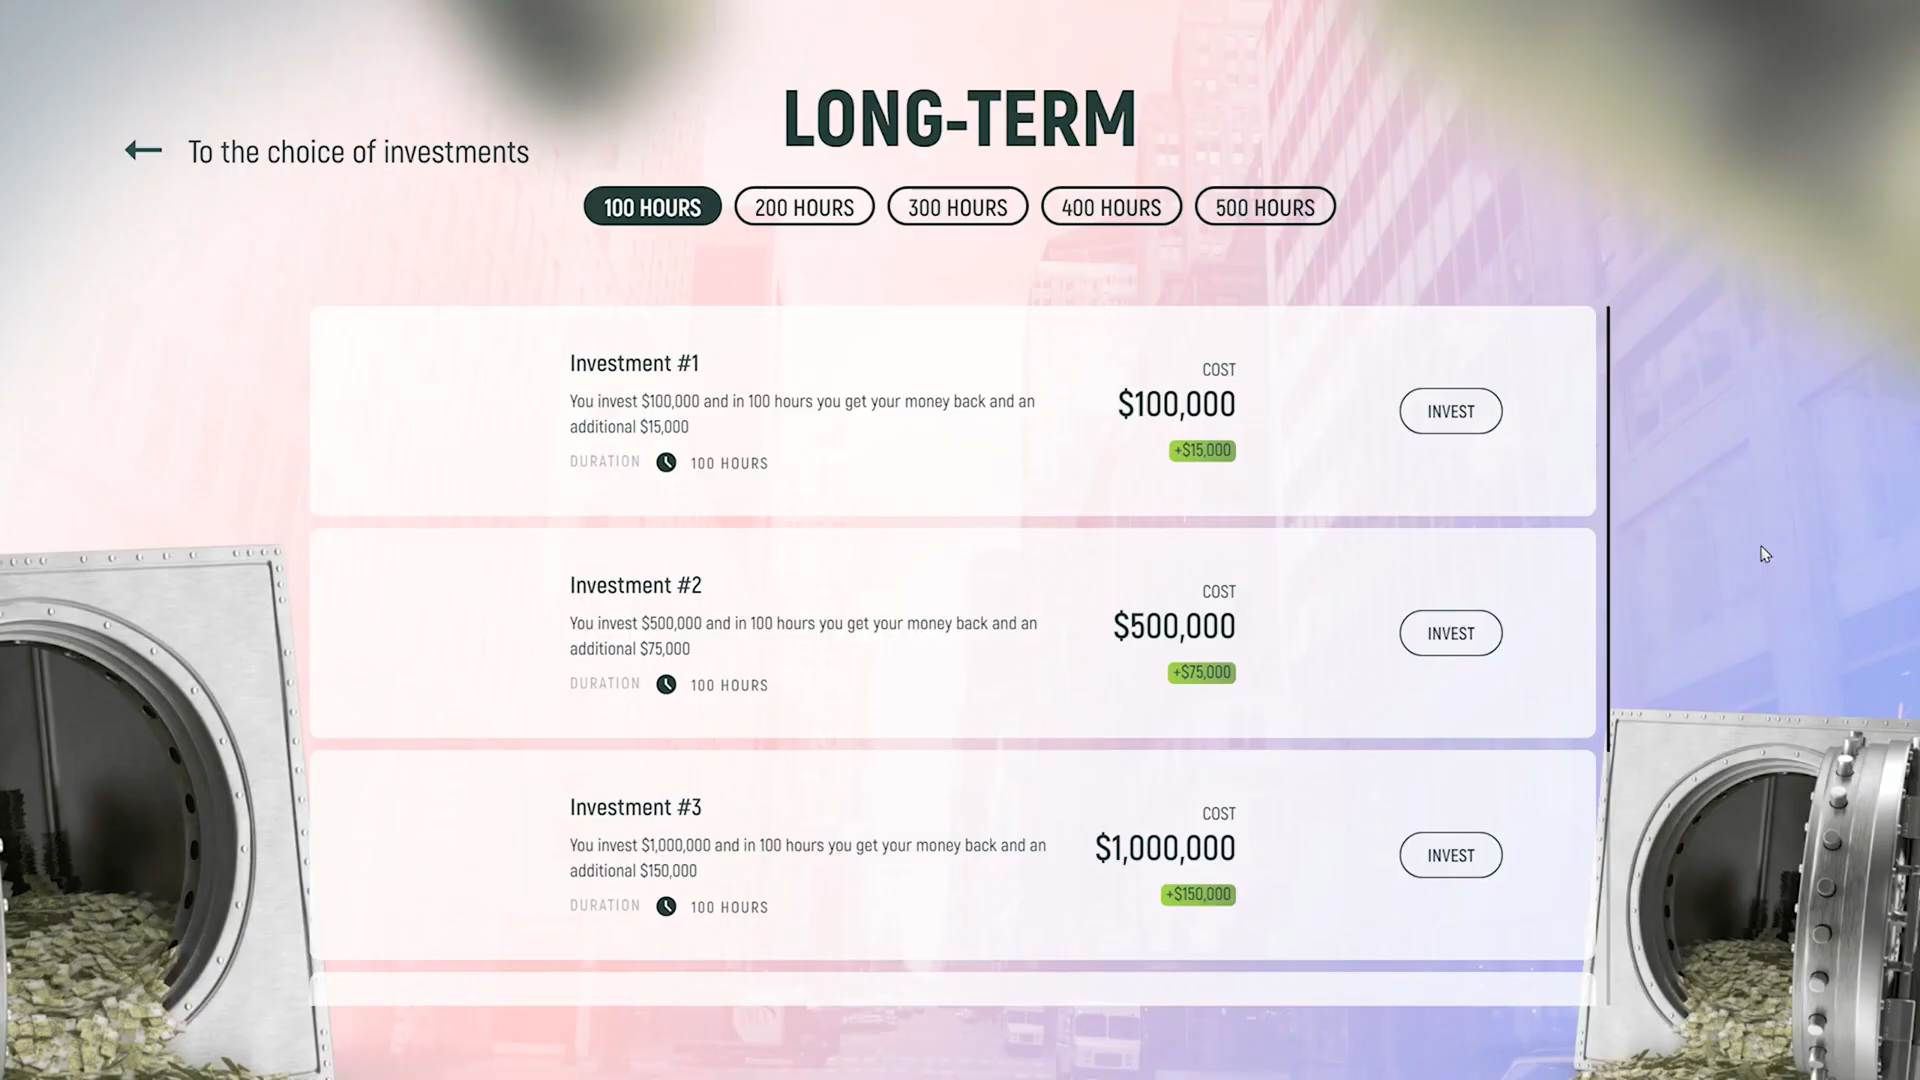 LONG-TERM
To the choice of investments
100 HOURS 200 HOURS 300 HOURS 400 HOURS 500 HOURS
Investment #1
You invest $100,000 and in 100 hours you get your money back and an
additional $15,000
DURATION 100 HOURS
COST
$100,000
+$15,000
INVEST
Investment #2
You invest $500,000 and in 100 hours you get your money back and an
additional $75,000
DURATION 100 HOURS
COST
$500,000
+$75,000
INVEST
Investment #3
You invest $1,000,000 and in 100 hours you get your money back and an
additional $150,000
DURATION 100 HOURS
COST
$1,000,000
+$150,000
INVEST